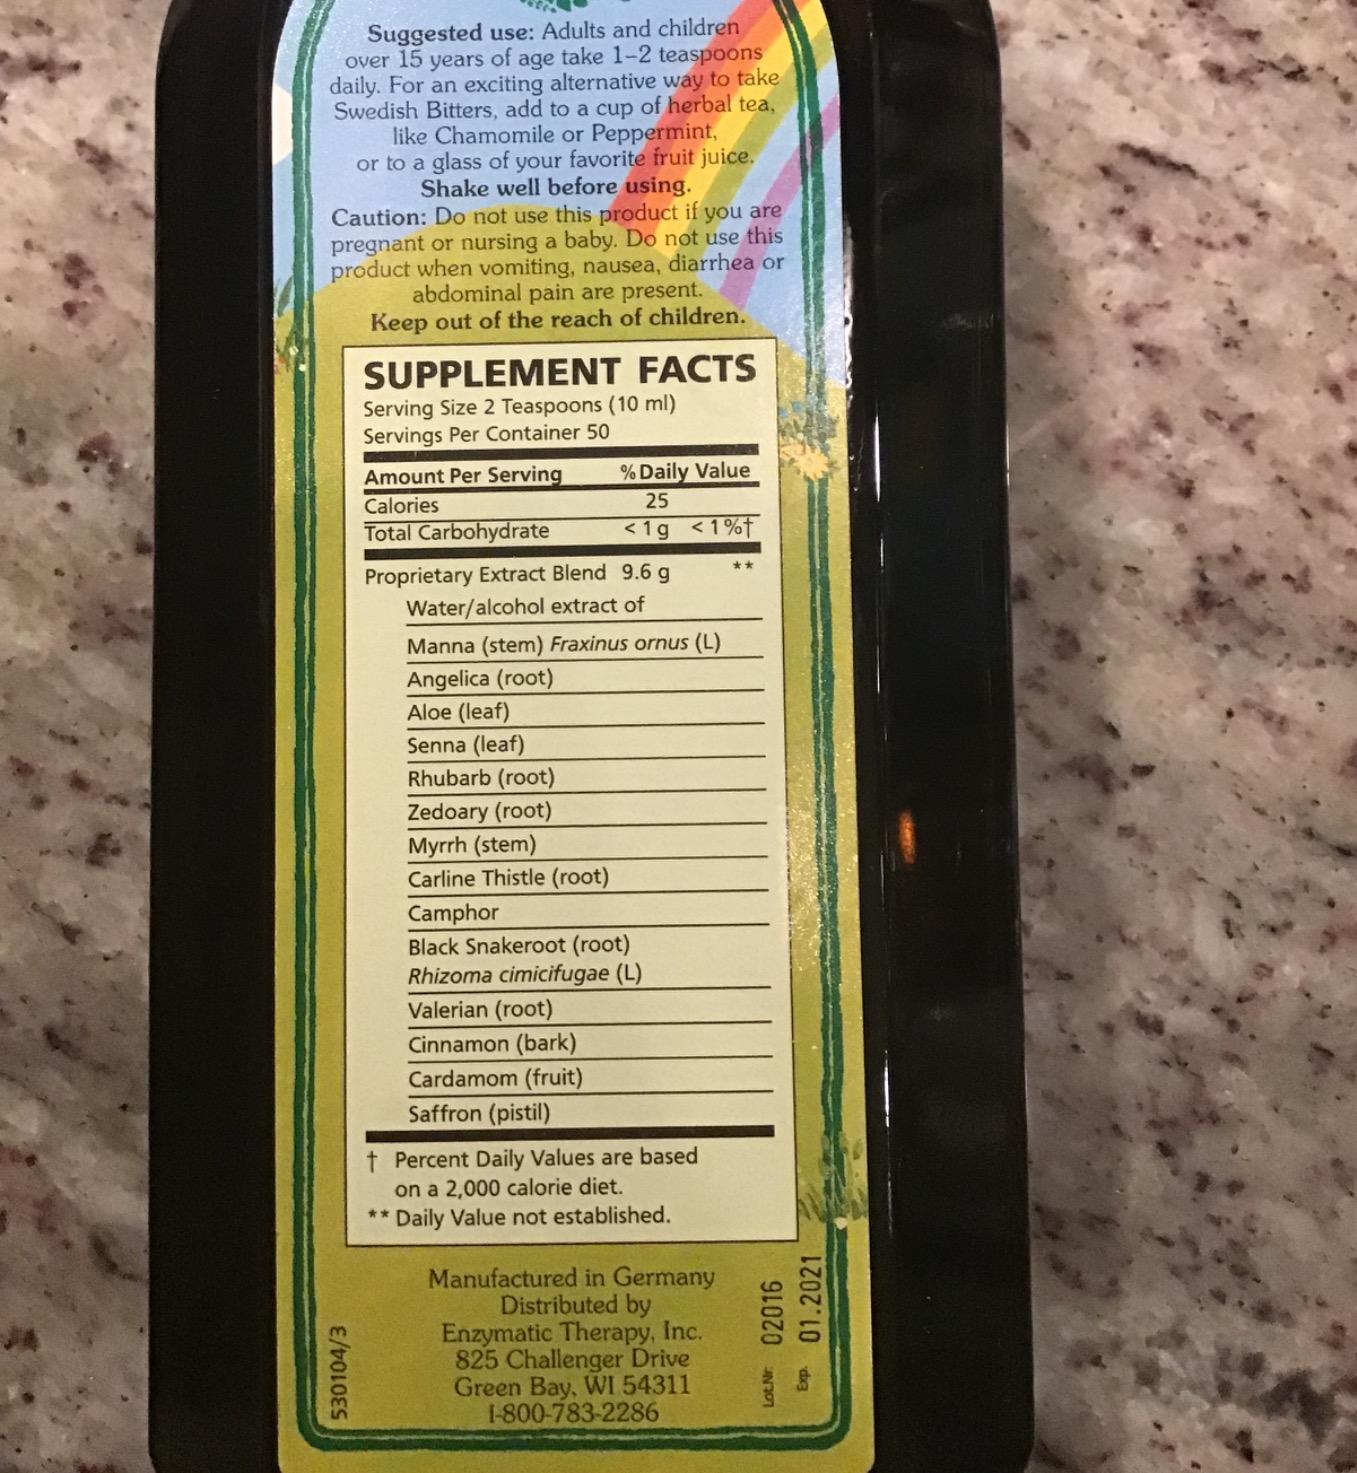 Suggested use: Adults and children
over 15 years of age take 1–2 teaspoons
daily. For an exciting alternative way to take
Swedish Bitters, add to a cup of herbal tea,
like Chamomile or Peppermint,
or to a glass of your favorite fruit juice.
Shake well before using.
Caution: Do not use this product if you are
pregnant or nursing a baby. Do not use this
product when vomiting, nausea, diarrhea or
abdominal pain are present.
Keep out of the reach of children.
SUPPLEMENT FACTS
Serving Size 2 Teaspoons (10 ml)
Servings Per Container 50
Amount Per Serving % Daily Value
Calories 25
Total Carbohydrate < 1 g < 1 %†
Proprietary Extract Blend 9.6 g **
Water/alcohol extract of
Manna (stem) Fraxinus ornus (L)
Angelica (root)
Aloe (leaf)
Senna (leaf)
Rhubarb (root)
Zedoary (root)
Myrrh (stem)
Carline Thistle (root)
Camphor
Black Snakeroot (root)
Rhizoma cimicifugae (L)
Valerian (root)
Cinnamon (bark)
Cardamom (fruit)
Saffron (pistil)
† Percent Daily Values are based
on a 2,000 calorie diet.
** Daily Value not established.
Manufactured in Germany
Distributed by
Enzymatic Therapy, Inc.
825 Challenger Drive
Green Bay, WI 54311
1-800-783-2286
530104/3
Lot.Nr: 02016
Exp. 01.2021